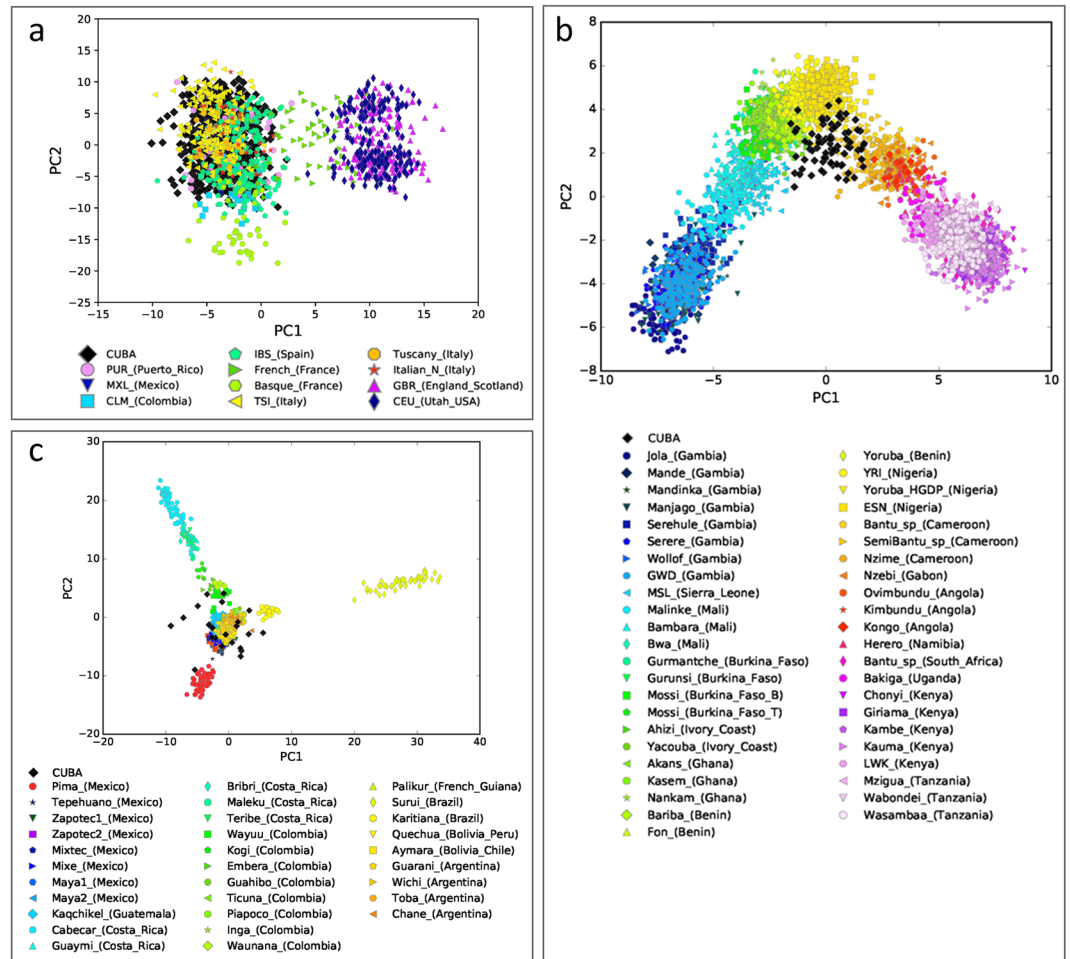 a
20
15
10
5
0
−5
−10
−15
−20
−25
PC2
−15 −10 −5 0 5 10 15 20
PC1
CUBA
PUR_(Puerto_Rico)
MXL_(Mexico)
CLM_(Colombia)
IBS_(Spain)
French_(France)
Basque_(France)
TSI_(Italy)
Tuscany_(Italy)
Italian_N_(Italy)
GBR_(England_Scotland)
CEU_(Utah_USA)
b
8
6
4
2
0
−2
−4
−6
−8
PC2
−10 −5 0 5 10
PC1
CUBA
Jola_(Gambia)
Mande_(Gambia)
Mandinka_(Gambia)
Manjago_(Gambia)
Serehule_(Gambia)
Serere_(Gambia)
Wollof_(Gambia)
GWD_(Gambia)
MSL_(Sierra_Leone)
Malinke_(Mali)
Bambara_(Mali)
Bwa_(Mali)
Gurmantche_(Burkina_Faso)
Gurunsi_(Burkina_Faso)
Mossi_(Burkina_Faso_B)
Mossi_(Burkina_Faso_T)
Ahizi_(Ivory_Coast)
Yacouba_(Ivory_Coast)
Akans_(Ghana)
Kasem_(Ghana)
Nankam_(Ghana)
Bariba_(Benin)
Fon_(Benin)
Yoruba_(Benin)
YRI_(Nigeria)
Yoruba_HGDP_(Nigeria)
ESN_(Nigeria)
Bantu_sp_(Cameroon)
SemiBantu_sp_(Cameroon)
Nzime_(Cameroon)
Nzebi_(Gabon)
Ovimbundu_(Angola)
Kimbundu_(Angola)
Kongo_(Angola)
Herero_(Namibia)
Bantu_sp_(South_Africa)
Bakiga_(Uganda)
Chonyi_(Kenya)
Giriama_(Kenya)
Kambe_(Kenya)
Kauma_(Kenya)
LWK_(Kenya)
Mzigua_(Tanzania)
Wabondei_(Tanzania)
Wasambaa_(Tanzania)
c
30
20
10
0
−10
−20
PC2
−20 −10 0 10 20 30 40
PC1
CUBA
Pima_(Mexico)
Tepehuano_(Mexico)
Zapotec1_(Mexico)
Zapotec2_(Mexico)
Mixtec_(Mexico)
Mixe_(Mexico)
Maya1_(Mexico)
Maya2_(Mexico)
Kaqchikel_(Guatemala)
Cabecar_(Costa_Rica)
Guaymi_(Costa_Rica)
Bribri_(Costa_Rica)
Maleku_(Costa_Rica)
Teribe_(Costa_Rica)
Wayuu_(Colombia)
Kogi_(Colombia)
Embera_(Colombia)
Guahibo_(Colombia)
Ticuna_(Colombia)
Piapoco_(Colombia)
Inga_(Colombia)
Waunana_(Colombia)
Palikur_(French_Guiana)
Surui_(Brazil)
Karitiana_(Brazil)
Quechua_(Bolivia_Peru)
Aymara_(Bolivia_Chile)
Guarani_(Argentina)
Wichi_(Argentina)
Toba_(Argentina)
Chane_(Argentina)